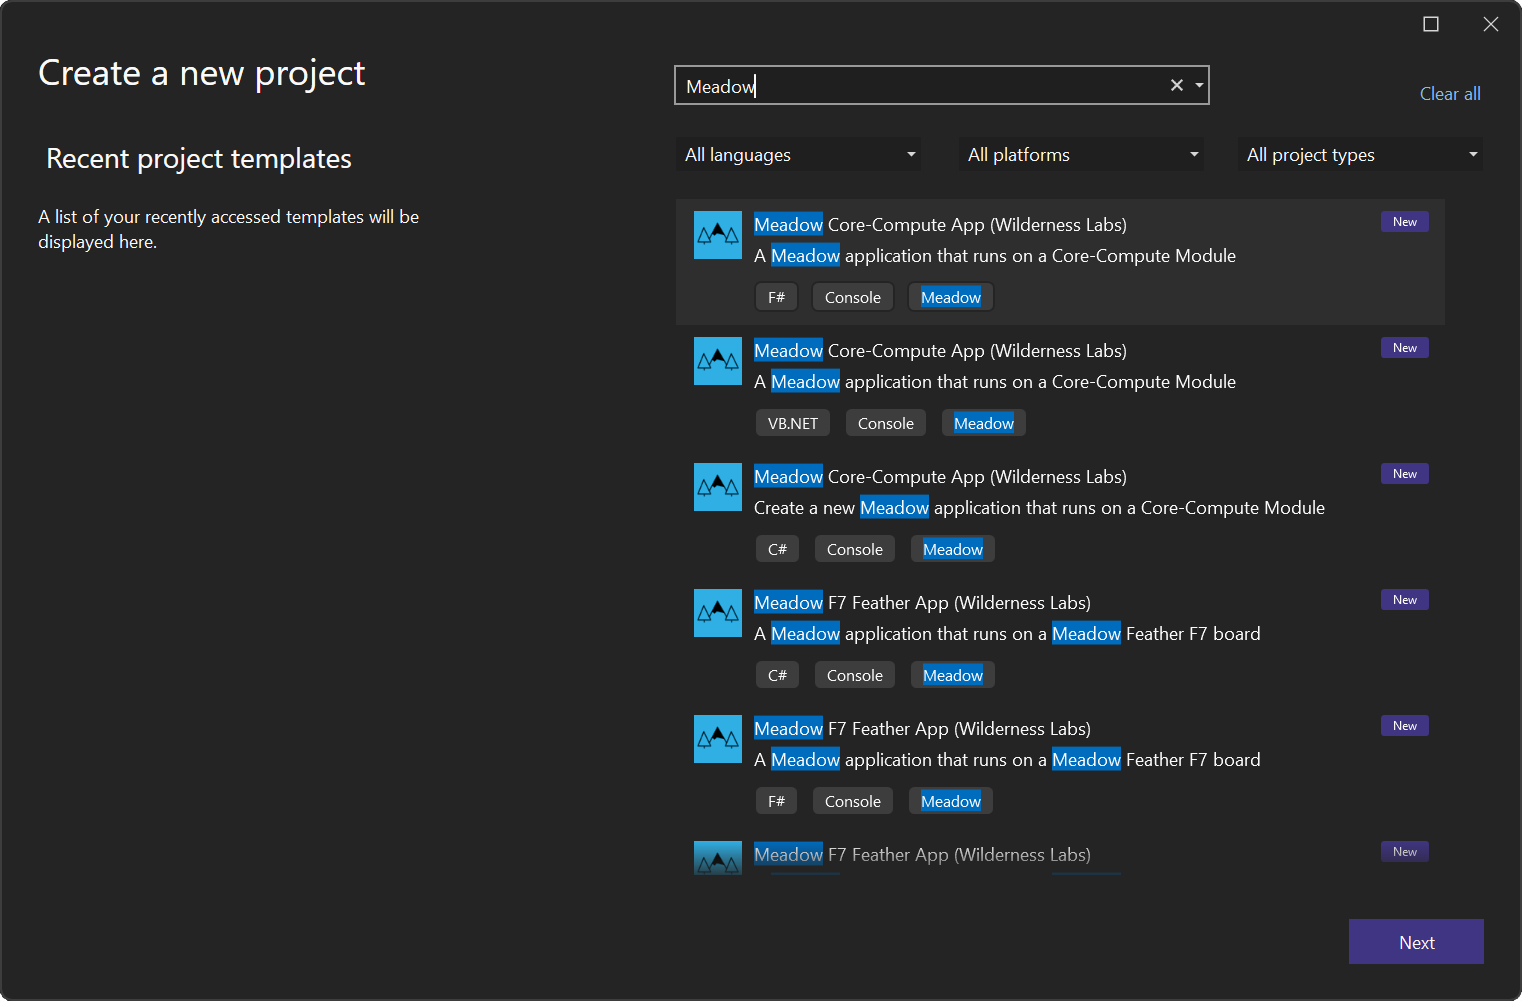 Create a new project
Recent project templates
A list of your recently accessed templates will be
displayed here.
Meadow
Clear all
All languages
All platforms
All project types
Meadow Core-Compute App (Wilderness Labs)
New
A Meadow application that runs on a Core-Compute Module
F# Console Meadow
Meadow Core-Compute App (Wilderness Labs)
New
A Meadow application that runs on a Core-Compute Module
VB.NET Console Meadow
Meadow Core-Compute App (Wilderness Labs)
New
Create a new Meadow application that runs on a Core-Compute Module
C# Console Meadow
Meadow F7 Feather App (Wilderness Labs)
New
A Meadow application that runs on a Meadow Feather F7 board
C# Console Meadow
Meadow F7 Feather App (Wilderness Labs)
New
A Meadow application that runs on a Meadow Feather F7 board
F# Console Meadow
Meadow F7 Feather App (Wilderness Labs)
New
Next